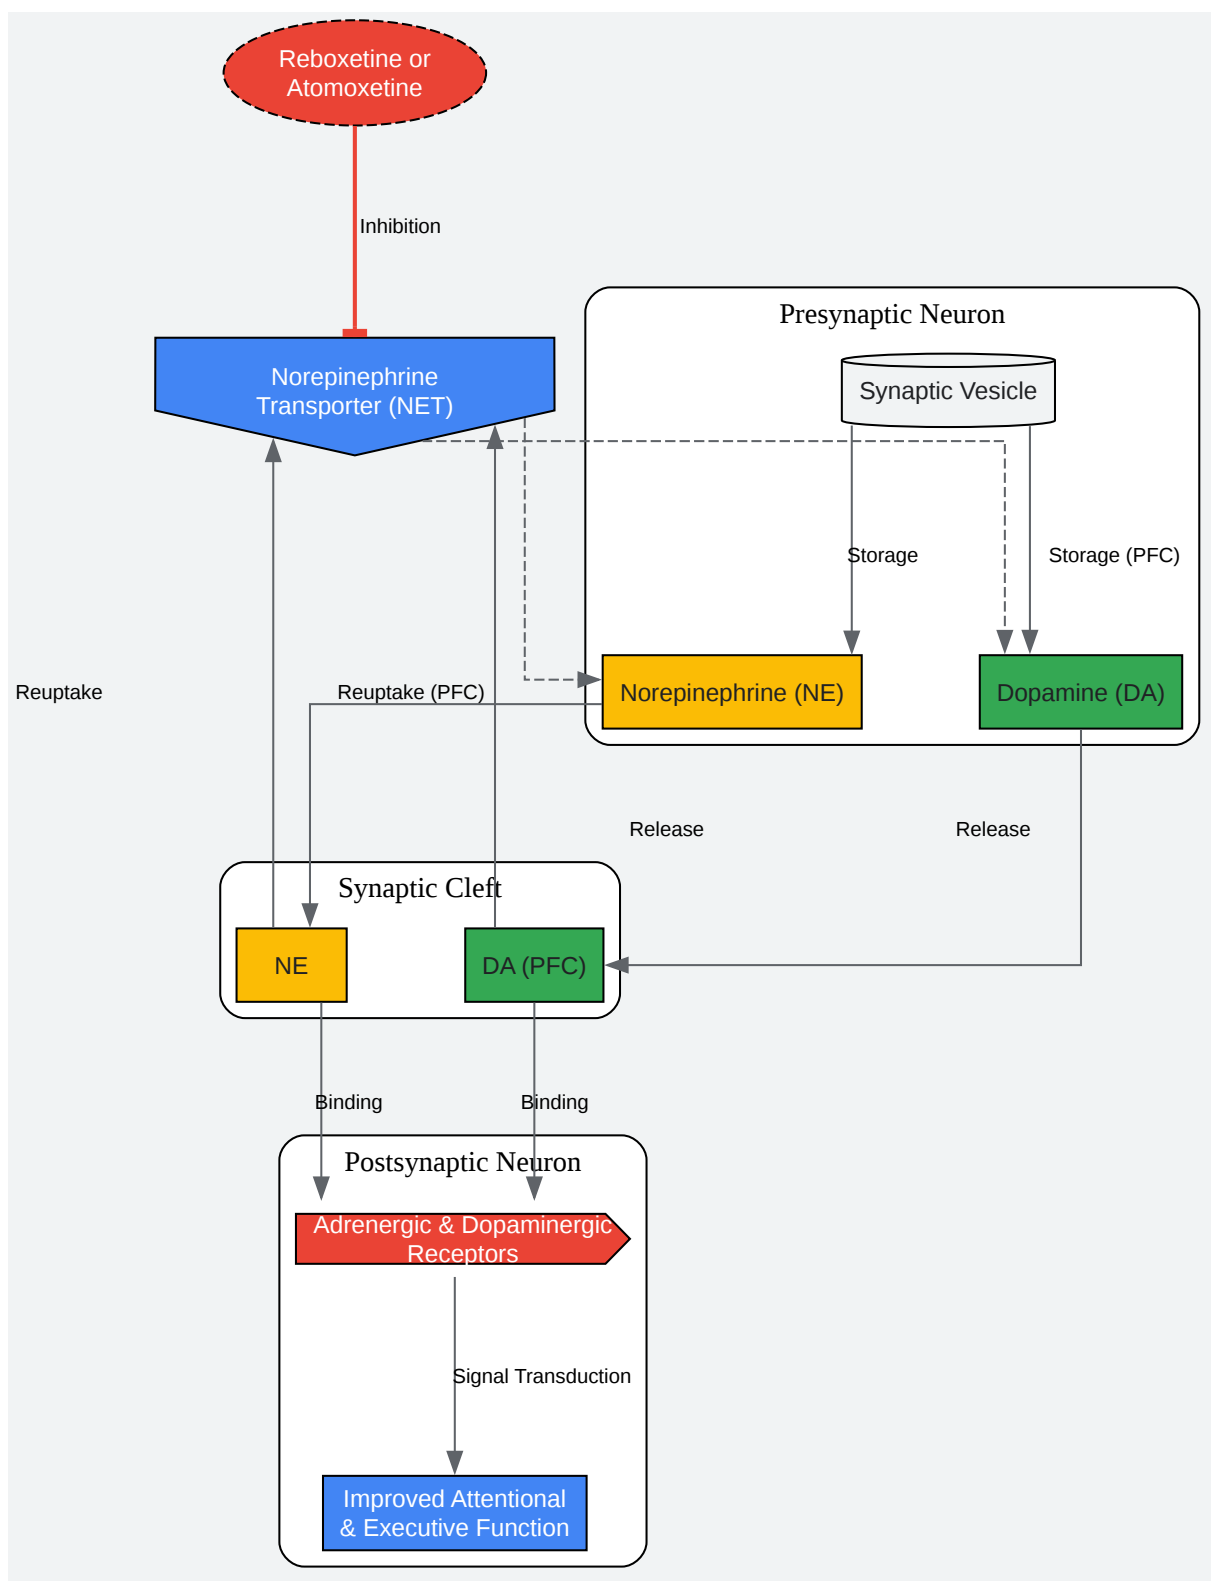 Reboxetine or
Atomoxetine
Inhibition
Presynaptic Neuron
Norepinephrine
Transporter (NET)
Synaptic Vesicle
Storage
Storage (PFC)
Reuptake
Reuptake (PFC)
Norepinephrine (NE)
Dopamine (DA)
Release
Release
Synaptic Cleft
NE
DA (PFC)
Binding
Binding
Postsynaptic Neuron
Adrenergic & Dopaminergic
Receptors
Signal Transduction
Improved Attentional
& Executive Function